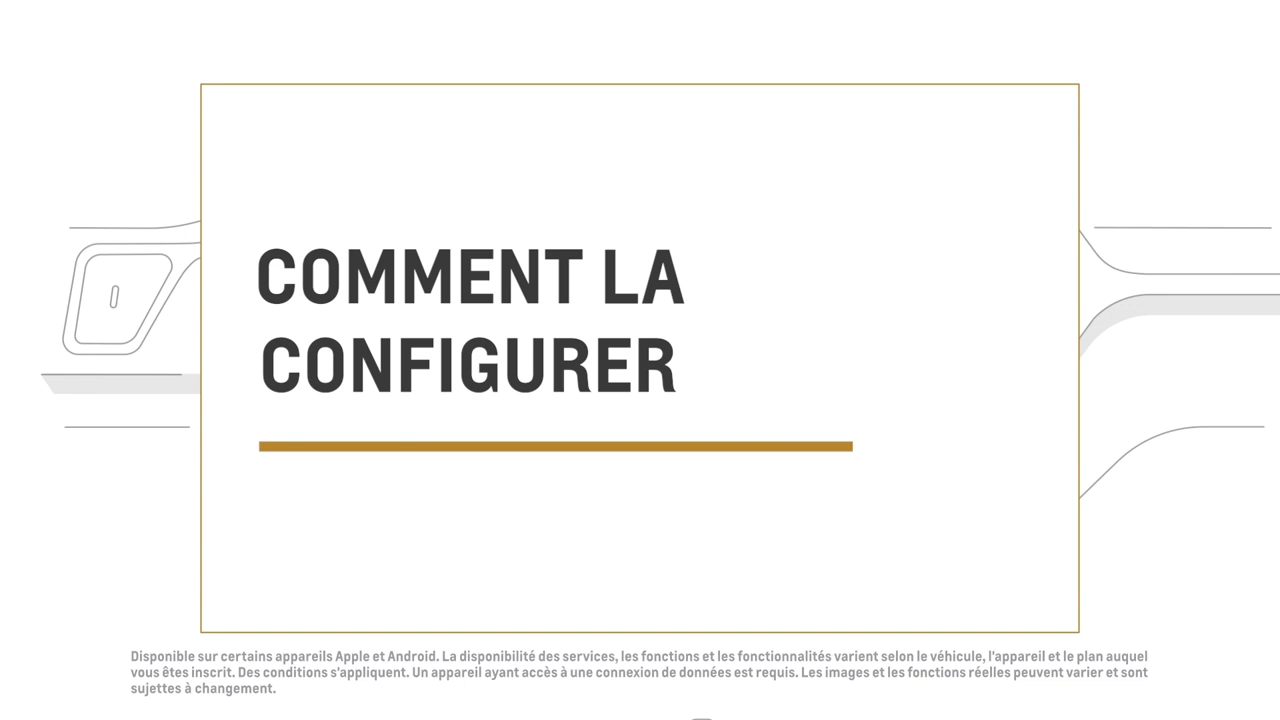 COMMENT LA
CONFIGURER
Disponible sur certains appareils Apple et Android. La disponibilité des services, les fonctions et les fonctionnalités varient selon le véhicule, l'appareil et le plan auquel
vous êtes inscrit. Des conditions s'appliquent. Un appareil ayant accès à une connexion de données est requis. Les images et les fonctions réelles peuvent varier et sont
sujettes à changement.